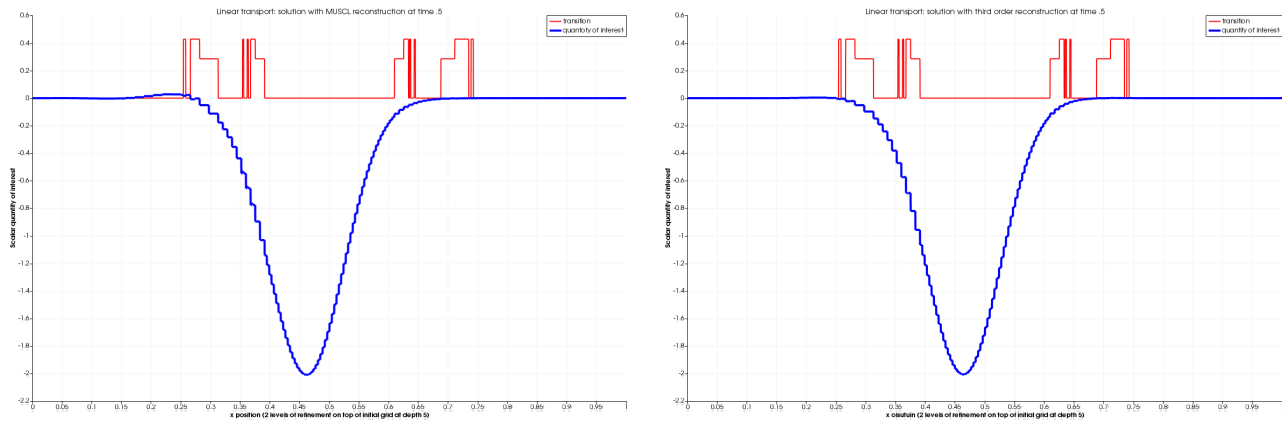 Linear transport: solution with MUSCL reconstruction at time .5
transition
quantofy of interest
0.6
0.4
0.2
0
-0.2
-0.4
-0.6
-0.8
-1
-1.2
-1.4
-1.6
-1.8
-2
-2.2
Scalar quantity of interest
0 0.05 0.1 0.15 0.2 0.25 0.3 0.35 0.4 0.45 0.5 0.55 0.6 0.65 0.7 0.75 0.8 0.85 0.9 0.95 1
x position (2 levels of refinement on top of initial grid at depth 5)
Linear transport: solution with third order reconstruction at time .5
transition
quantity of interest
0.6
0.4
0.2
0
-0.2
-0.4
-0.6
-0.8
-1
-1.2
-1.4
-1.6
-1.8
-2
-2.2
Scalar quantity of interest
0 0.05 0.1 0.15 0.2 0.25 0.3 0.35 0.4 0.45 0.5 0.55 0.6 0.65 0.7 0.75 0.8 0.85 0.9 0.95
x oisutuin (2 levels of refinement on top of initial grid at depth 5)